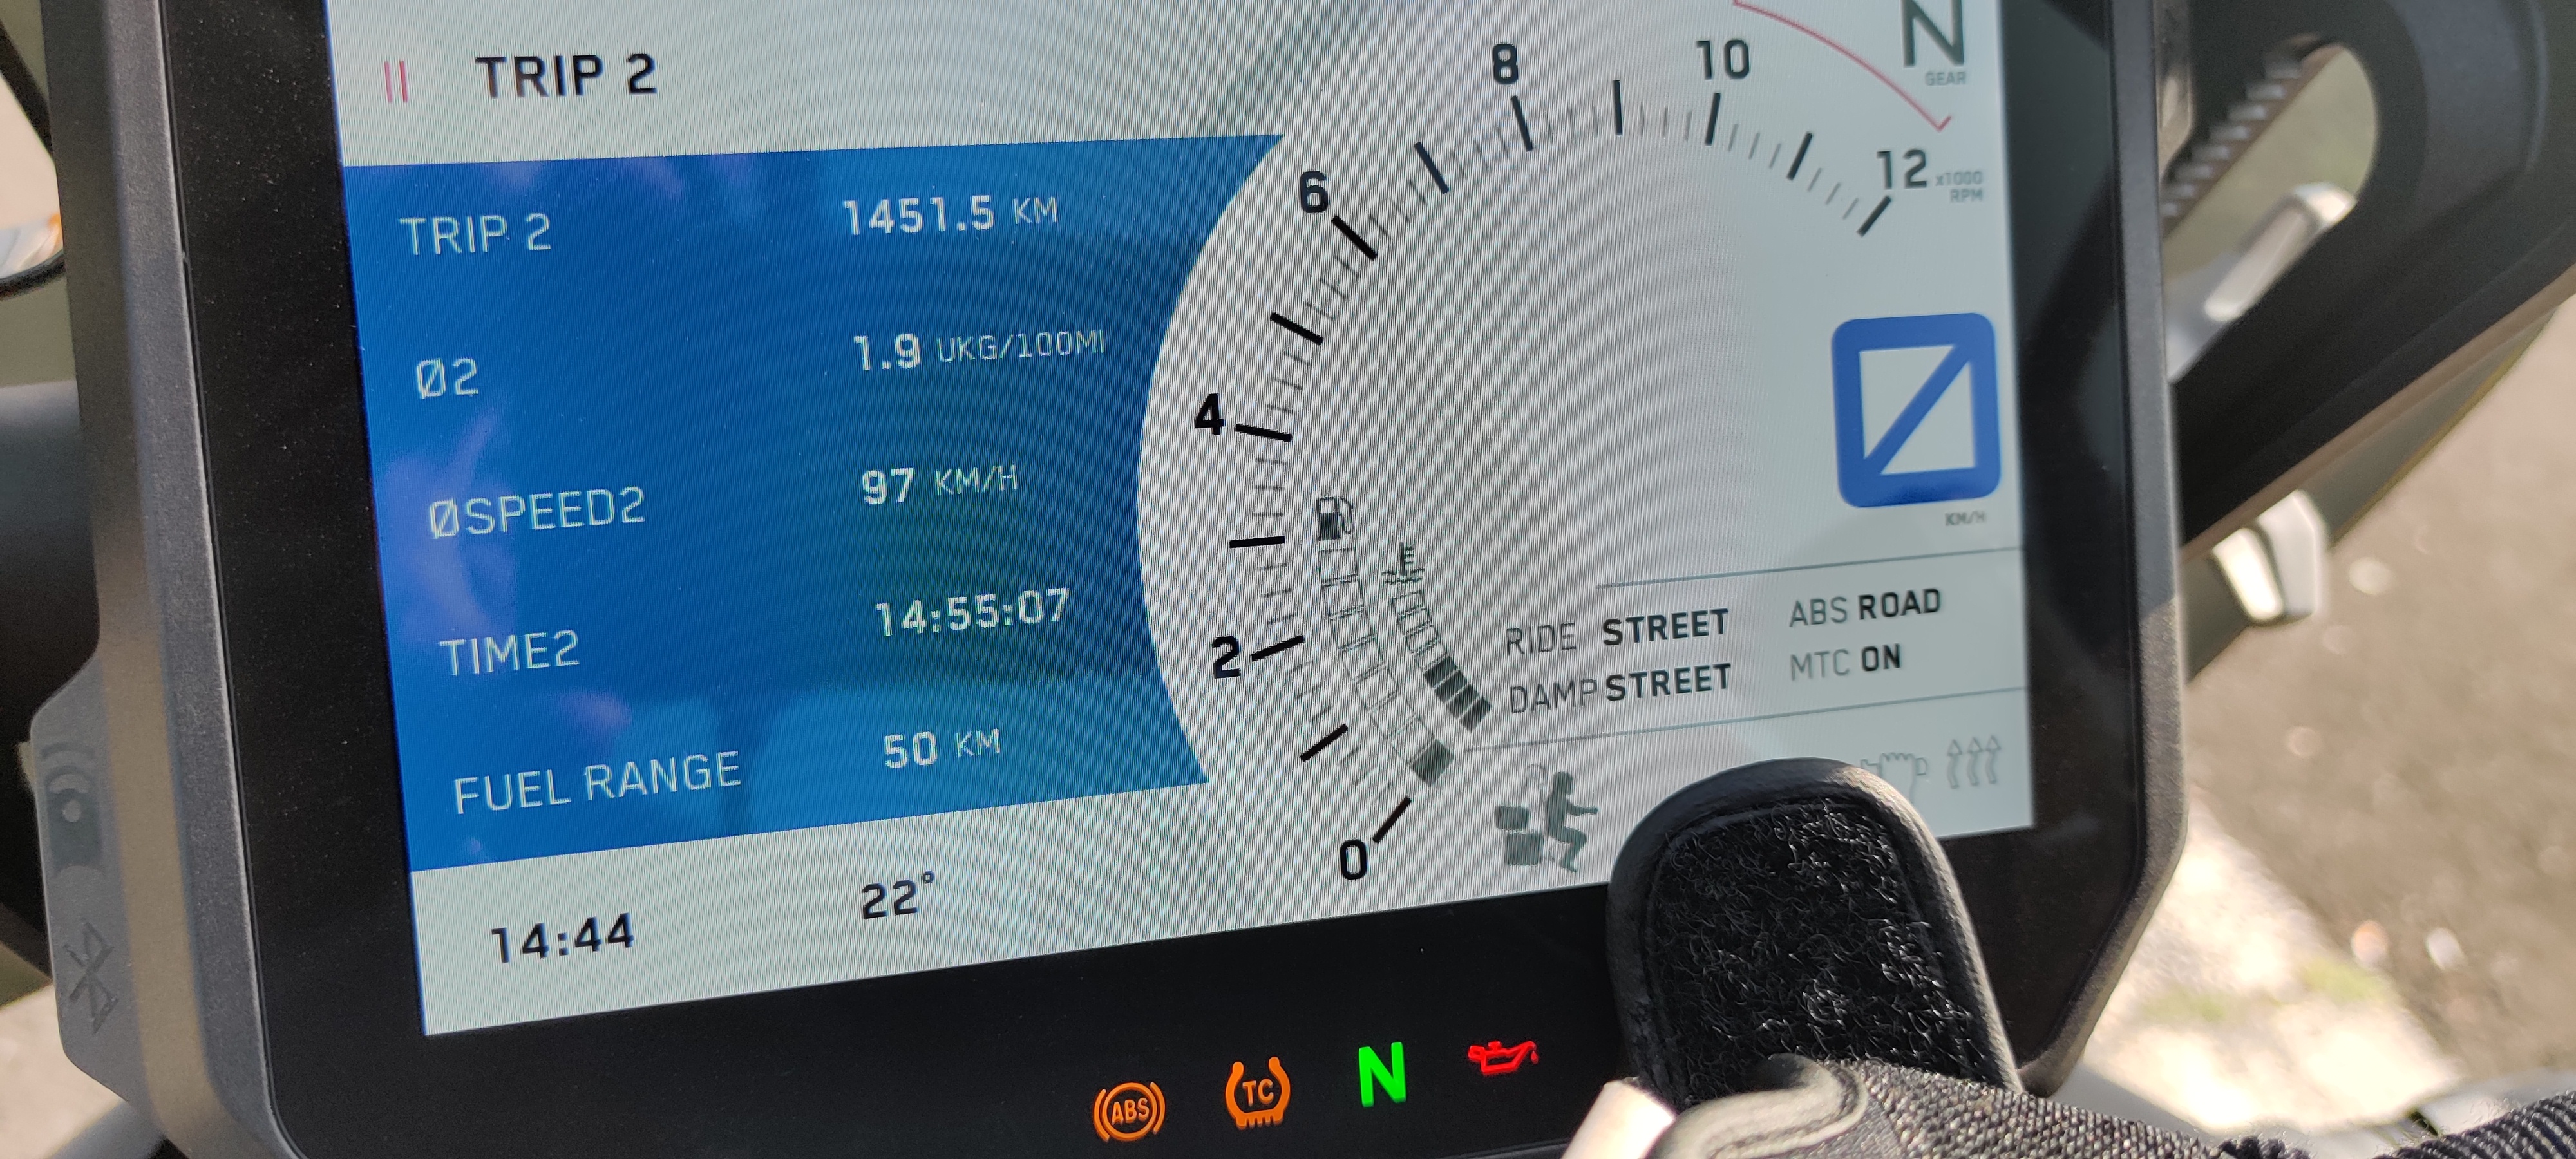 TRIP 2
TRIP 2 1451.5 KM
Ø2 1.9 UKG/100MI
ØSPEED2 97 KM/H
TIME2 14:55:07
FUEL RANGE 50 KM
14:44 22°
N
GEAR
0
2
4
6
8
10
12
x1000
RPM
0
KM/H
RIDE STREET ABS ROAD
DAMP STREET MTC ON
ABS TC N